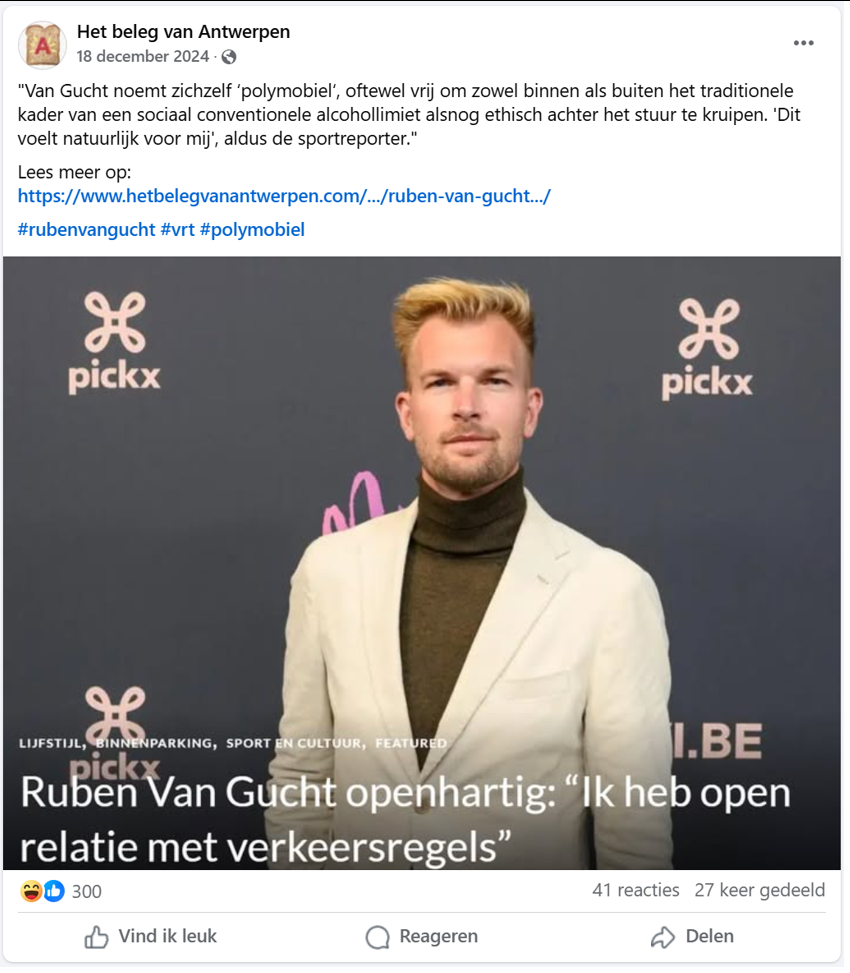 Het beleg van Antwerpen
18 december 2024 ·
"Van Gucht noemt zichzelf ‘polymobiel’, oftewel vrij om zowel binnen als buiten het traditionele
kader van een sociaal conventionele alcohollimiet alsnog ethisch achter het stuur te kruipen. 'Dit
voelt natuurlijk voor mij', aldus de sportreporter."
Lees meer op:
https://www.hetbelegvanantwerpen.com/.../ruben-van-gucht.../
#rubenvangucht #vrt #polymobiel
A
pickx
pickx
I.BE
LIJFSTIJL, BINNENPARKING, SPORT EN CULTUUR, FEATURED
pickx
Ruben Van Gucht openhartig: “Ik heb open
relatie met verkeersregels”
300
41 reacties 27 keer gedeeld
Vind ik leuk Reageren Delen